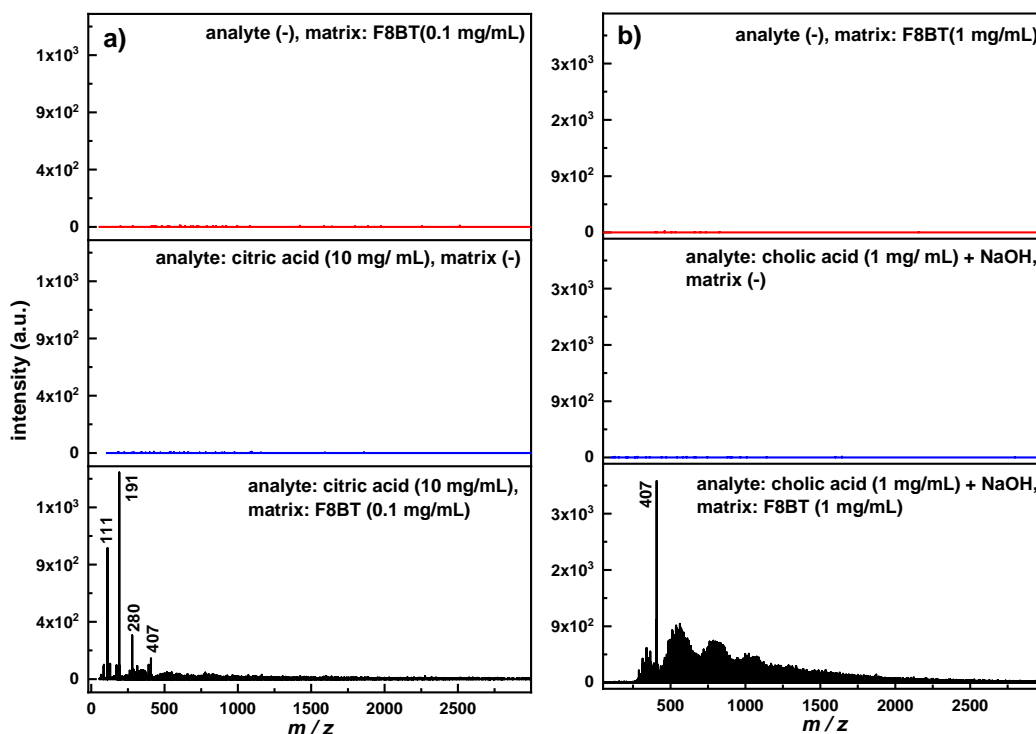 intensity (a.u.)
a)
analyte (-), matrix: F8BT(0.1 mg/mL)
1x10³
9x10²
4x10²
0
analyte: citric acid (10 mg/ mL), matrix (-)
1x10³
9x10²
4x10²
0
analyte: citric acid (10 mg/mL),
matrix: F8BT (0.1 mg/mL)
1x10³
9x10²
4x10²
0
111
191
280
407
0 500 1000 1500 2000 2500
m / z
b)
analyte (-), matrix: F8BT(1 mg/mL)
3x10³
2x10³
9x10²
0
analyte: cholic acid (1 mg/ mL) + NaOH,
matrix (-)
3x10³
2x10³
9x10²
0
analyte: cholic acid (1 mg/mL) + NaOH,
matrix: F8BT (1 mg/mL)
3x10³
2x10³
9x10²
0
407
500 1000 1500 2000 2500
m / z